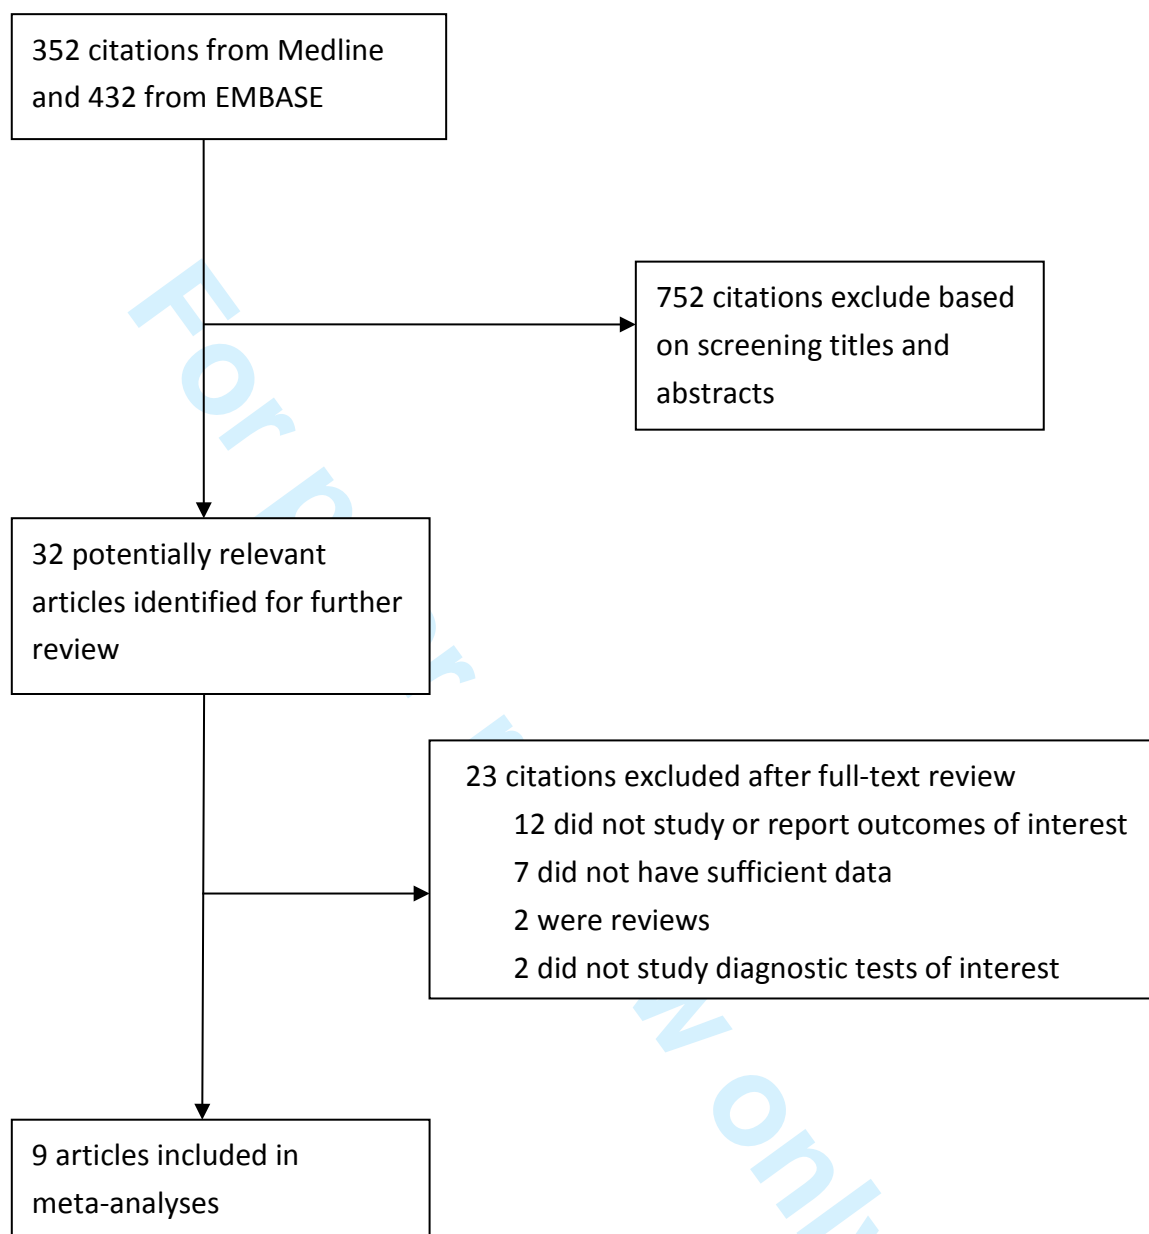 352 citations from Medline
and 432 from EMBASE
752 citations exclude based
on screening titles and
abstracts
32 potentially relevant
articles identified for further
review
23 citations excluded after full-text review
12 did not study or report outcomes of interest
7 did not have sufficient data
2 were reviews
2 did not study diagnostic tests of interest
9 articles included in
meta-analyses
For
only